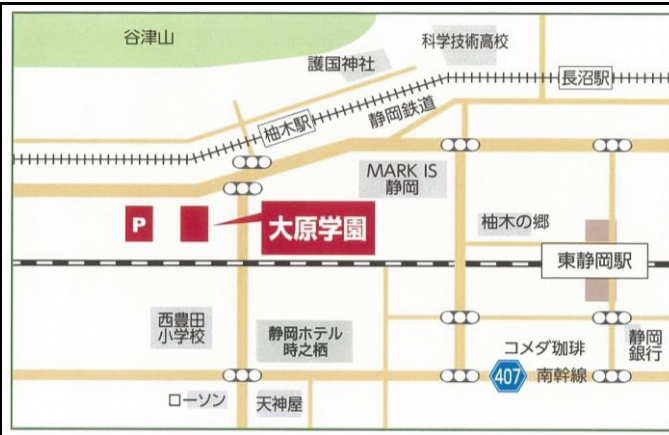 谷津山
科学技術高校
護国神社
長沼駅
柚木駅
静岡鉄道
MARK IS
静岡
P
大原学園
柚木の郷
東静岡駅
西豊田
小学校
静岡ホテル
時之栖
コメダ珈琲
静岡
銀行
407
南幹線
ローソン
天神屋